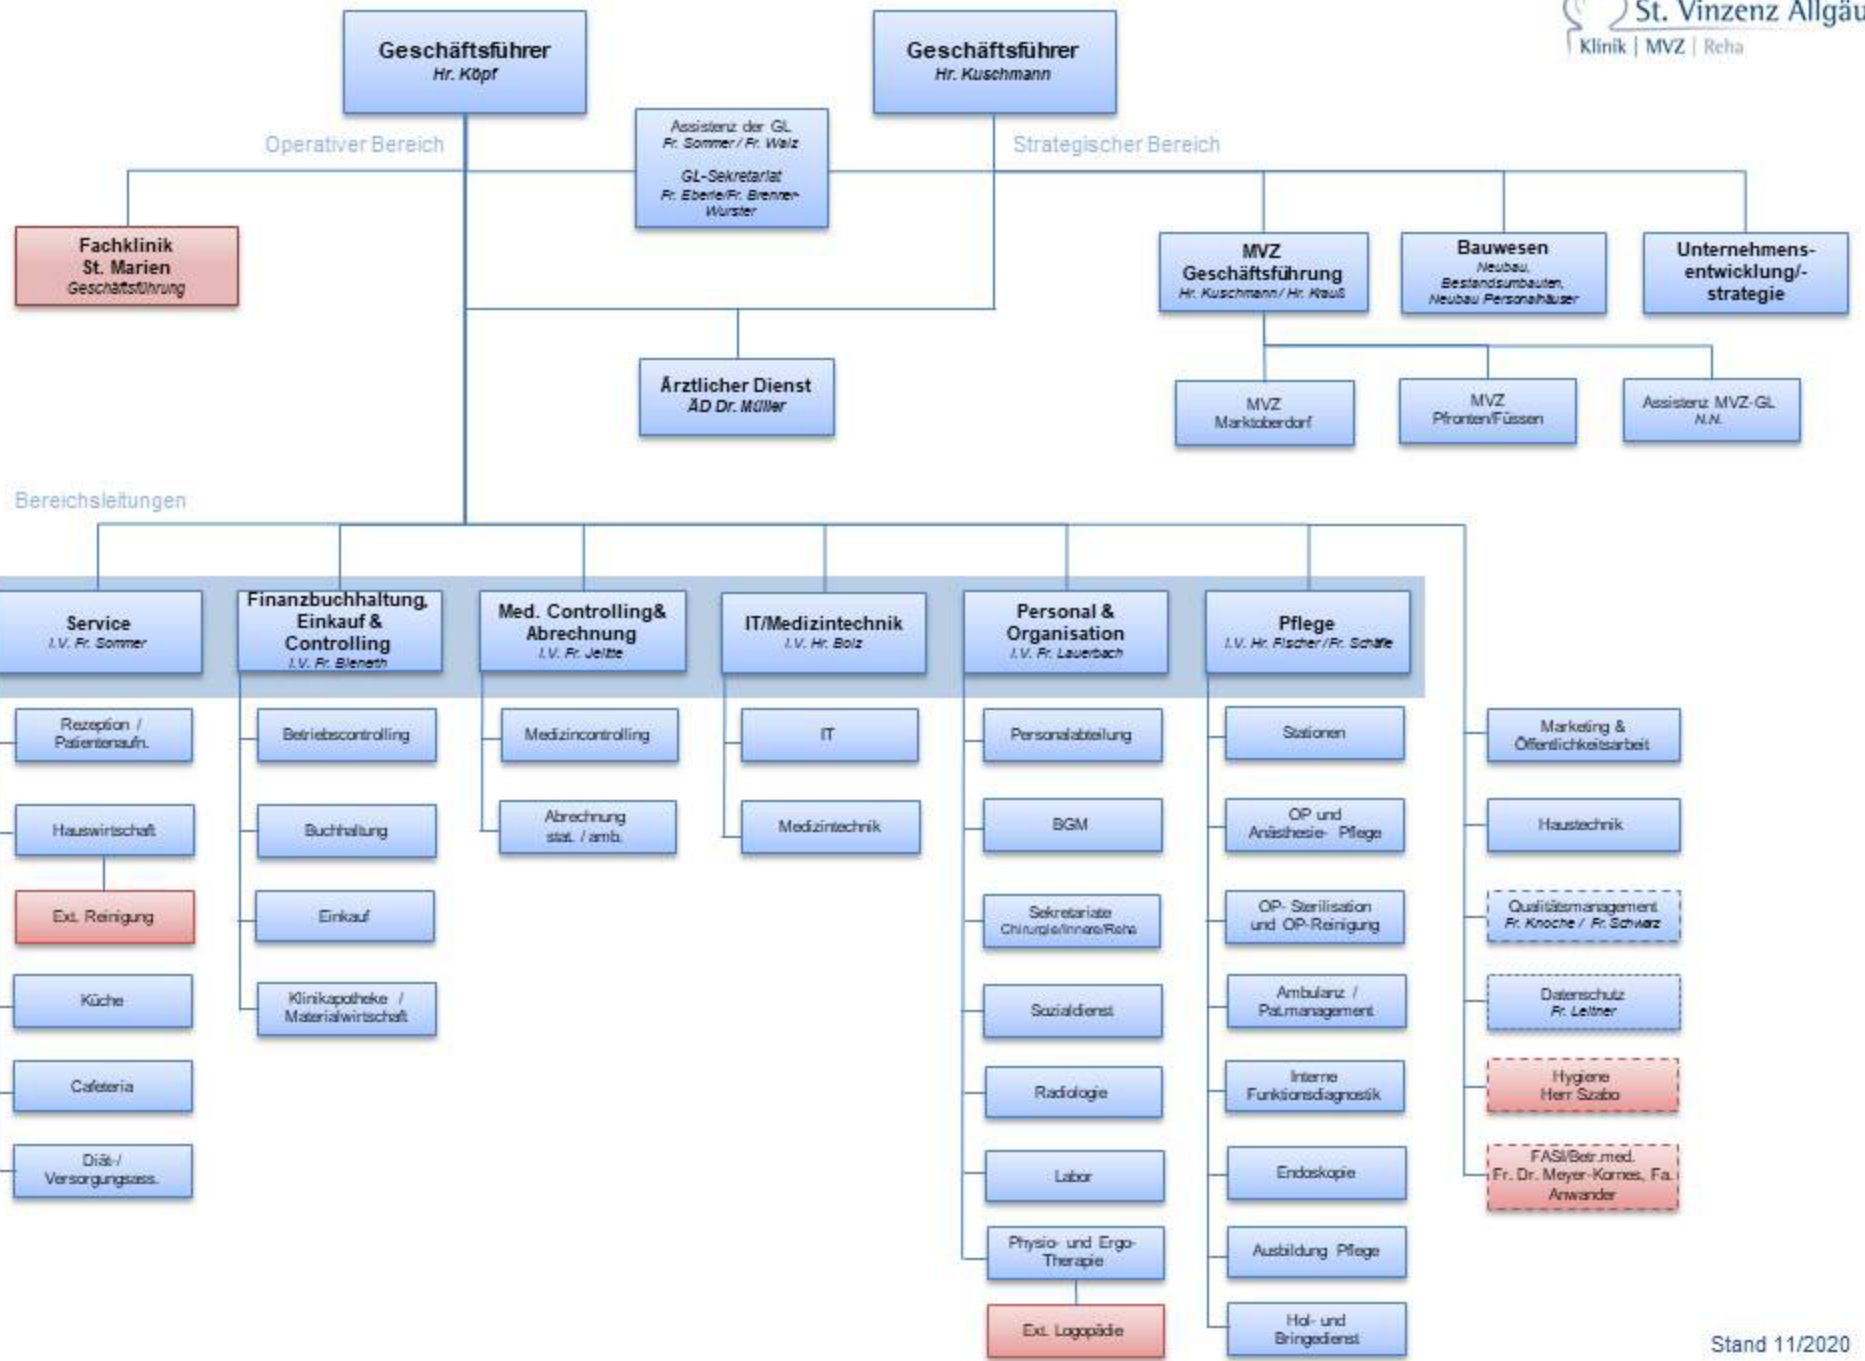 St. Vinzenz Allgäu
Klinik | MVZ | Reha
Geschäftsführer
Hr. Köpf
Geschäftsführer
Hr. Kuschmann
Operativer Bereich
Assistenz der GL
Fr. Sommer / Fr. Walz
GL-Sekretariat
Fr. Eberle/Fr. Brenner-
Wurster
Strategischer Bereich
Fachklinik
St. Marien
Geschäftsführung
MVZ
Geschäftsführung
Hr. Kuschmann / Hr. Krauß
Bauwesen
Neubau,
Bestandsumbauten,
Neubau Personalhäuser
Unternehmens-
entwicklung/-
strategie
Ärztlicher Dienst
ÄD Dr. Müller
MVZ
Marktoberdorf
MVZ
Pfronten/Füssen
Assistenz MVZ-GL
N.N.
Bereichsleitungen
Service
I.V. Fr. Sommer
Finanzbuchhaltung,
Einkauf &
Controlling
I.V. Fr. Bieneth
Med. Controlling&
Abrechnung
I.V. Fr. Jelitte
IT/Medizintechnik
I.V. Hr. Bolz
Personal &
Organisation
I.V. Fr. Lauerbach
Pflege
I.V. Hr. Fischer / Fr. Schäfle
Rezeption /
Patientenaufn.
Hauswirtschaft
Ext. Reinigung
Küche
Cafeteria
Diät-/
Versorgungsass.
Betriebscontrolling
Buchhaltung
Einkauf
Klinikapotheke /
Materialwirtschaft
Medizincontrolling
Abrechnung
stat. / amb.
IT
Medizintechnik
Personalabteilung
BGM
Sekretariate
Chirurgie/Innere/Reha
Sozialdienst
Radiologie
Labor
Physio- und Ergo-
Therapie
Ext. Logopädie
Stationen
OP und
Anästhesie- Pflege
OP- Sterilisation
und OP-Reinigung
Ambulanz /
Pat.management
Interne
Funktionsdiagnostik
Endoskopie
Ausbildung Pflege
Hol- und
Bringedienst
Marketing &
Öffentlichkeitsarbeit
Haustechnik
Qualitätsmanagement
Fr. Knoche / Fr. Schwarz
Datenschutz
Fr. Leitner
Hygiene
Herr Szabo
FASI/Betr.med.
Fr. Dr. Meyer-Kornes, Fa.
Anwander
Stand 11/2020